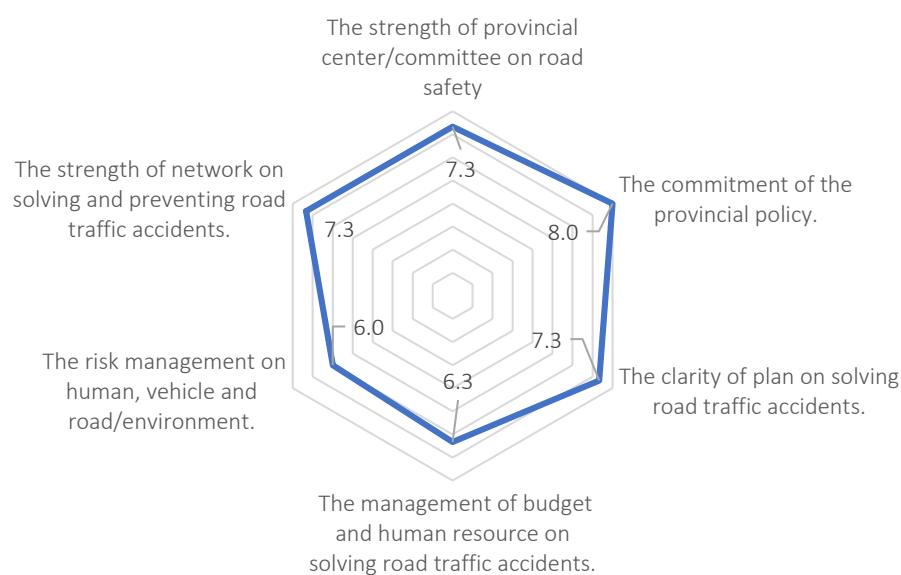 The strength of provincial
center/committee on road
safety
7.3
The commitment of the
provincial policy.
8.0
7.3
The clarity of plan on solving
road traffic accidents.
6.3
The management of budget
and human resource on
solving road traffic accidents.
6.0
The risk management on
human, vehicle and
road/environment.
7.3
The strength of network on
solving and preventing road
traffic accidents.